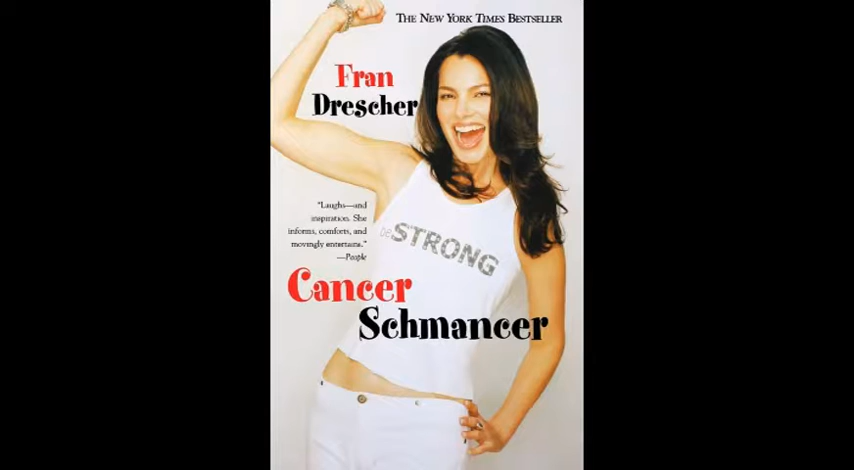 THE NEW YORK TIMES BESTSELLER
Fran
Drescher
"Laughs—and
inspiration. She
informs, comforts, and
movingly entertains."
—People
be STRONG
Cancer
Schmancer